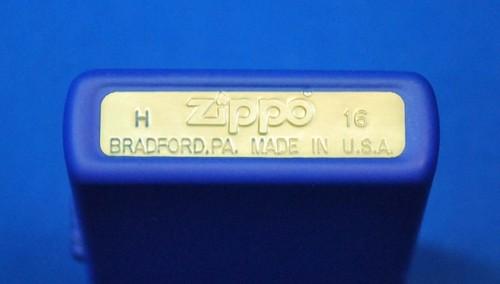 H Zippo® 16
BRADFORD,PA. MADE IN U.S.A.